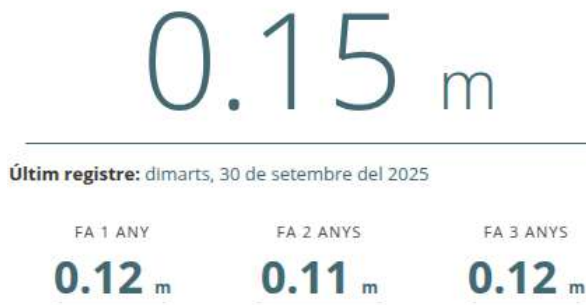 0.15 m
Últim registre: dimarts, 30 de setembre del 2025
FA 1 ANY FA 2 ANYS FA 3 ANYS
0.12 m 0.11 m 0.12 m